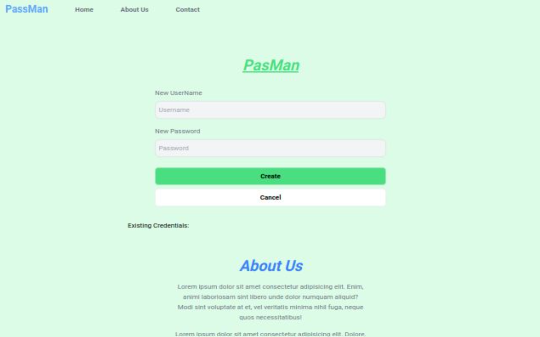 PassMan
Home
About Us
Contact
PasMan
New UserName
Username
New Password
Password
Create
Cancel
Existing Credentials:
About Us
Lorem ipsum dolor sit amet consectetur adipisicing elit. Enim,
animi laboriosam sint libero unde dolor numquam aliquid?
Modi sint voluptate at et, vel veritatis minima nihil fuga, neque
quos necessitatibus!
Lorem ipsum dolor sit amet consectetur adipisicing elit. Dolore,